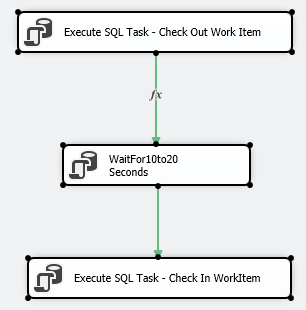 Execute SQL Task - Check Out Work Item
fx
WaitFor10to20
Seconds
Execute SQL Task - Check In WorkItem